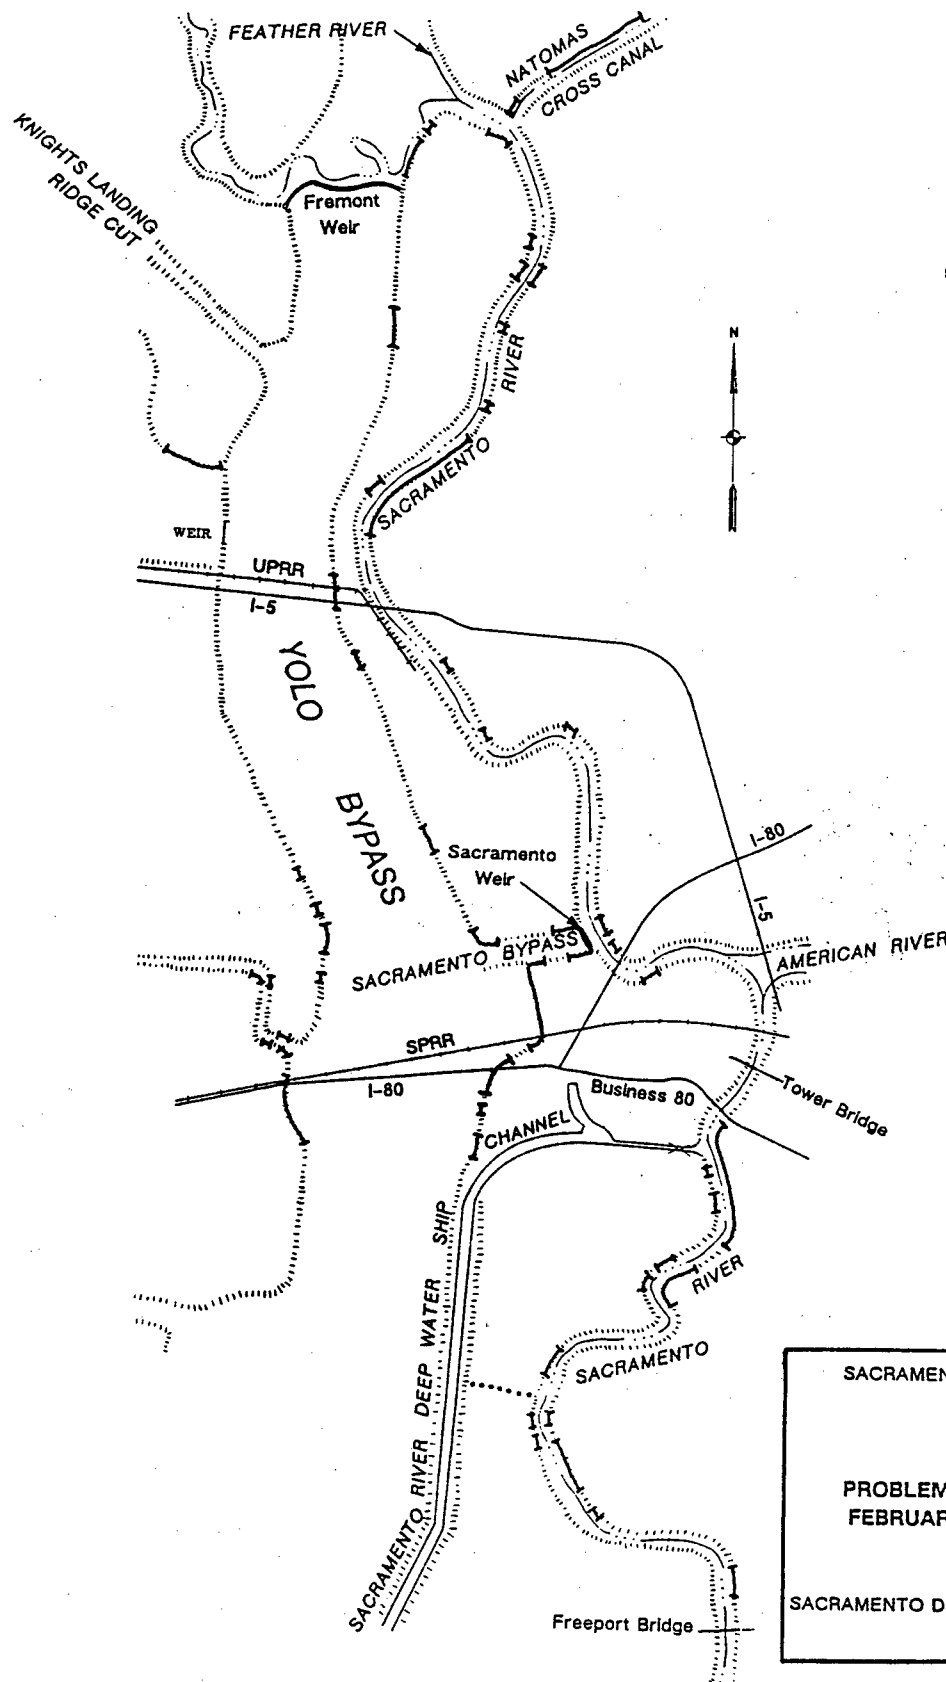 FEATHER RIVER
NATOMAS
CROSS CANAL
KNIGHTS LANDING
RIDGE CUT
Fremont
Weir
N
RIVER
SACRAMENTO
WEIR
UPRR
I-5
YOLO
BYPASS
I-80
Sacramento
Weir
I-5
SACRAMENTO BYPASS
AMERICAN RIVER
SPRR
I-80
Business 80
Tower Bridge
CHANNEL
SHIP
DEEP WATER
SACRAMENTO RIVER
RIVER
SACRAMENTO
SACRAMEN
PROBLEM
FEBRUAR
SACRAMENTO D
Freeport Bridge